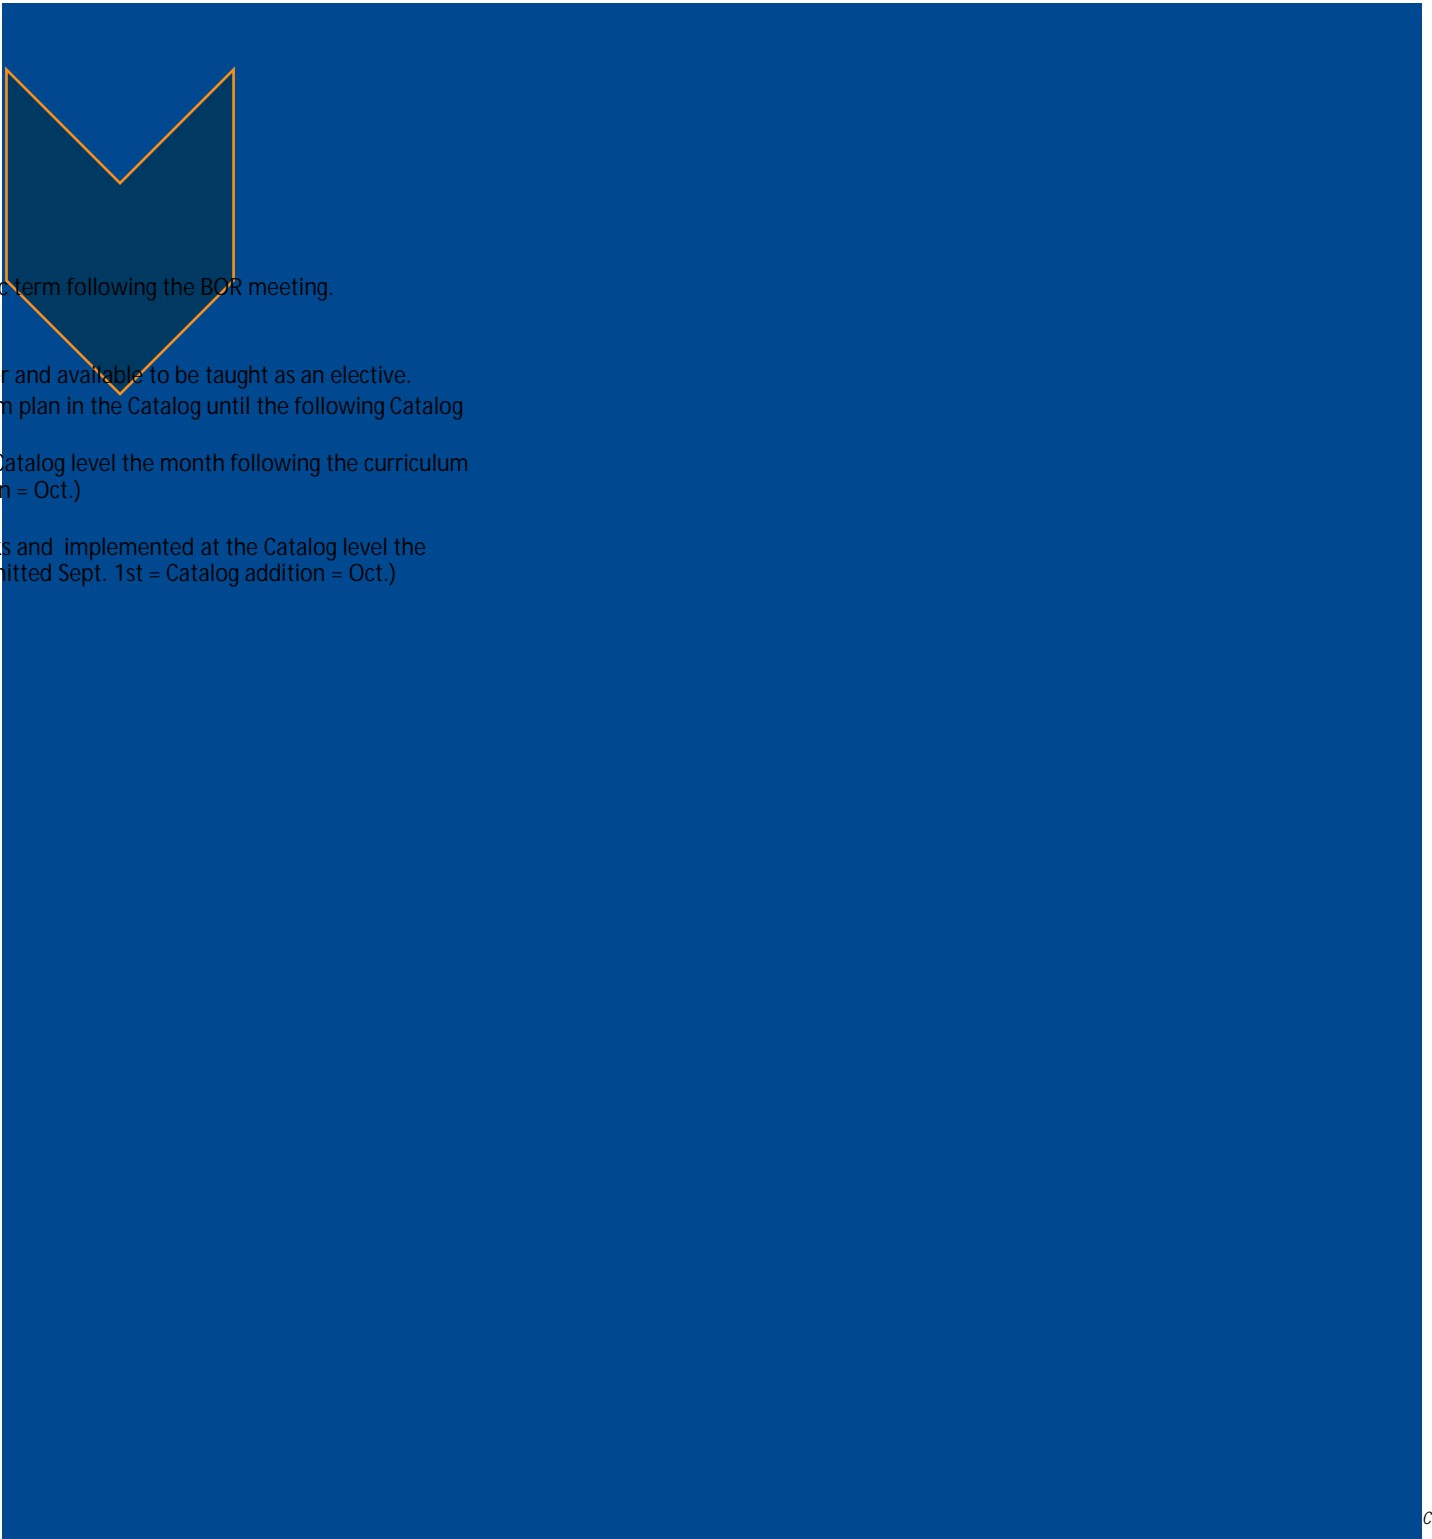 c term following the BOR meeting.
r and available to be taught as an elective.
m plan in the Catalog until the following Catalog
Catalog level the month following the curriculum
n = Oct.)
s and implemented at the Catalog level the
itted Sept. 1st = Catalog addition = Oct.)
c